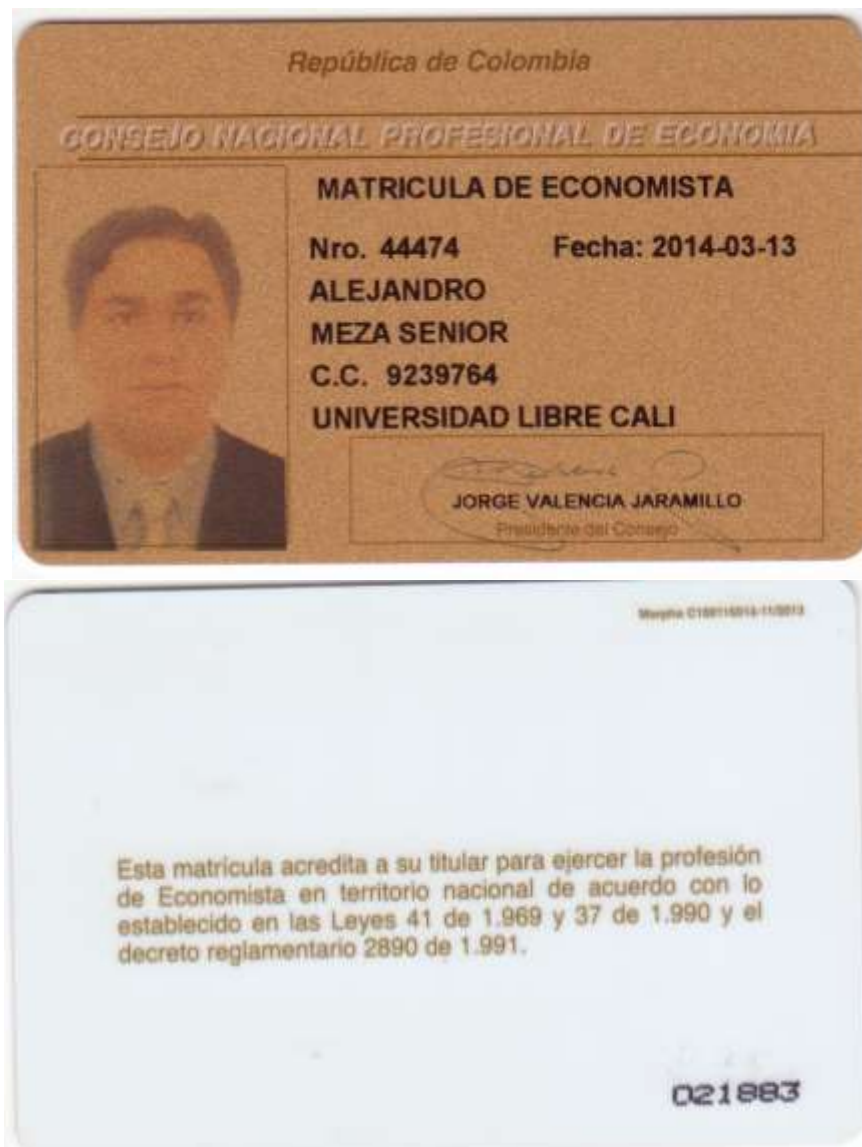 República de Colombia
CONSEJO NACIONAL PROFESIONAL DE ECONOMIA
MATRICULA DE ECONOMISTA
Nro. 44474 Fecha: 2014-03-13
ALEJANDRO
MEZA SENIOR
C.C. 9239764
UNIVERSIDAD LIBRE CALI
JORGE VALENCIA JARAMILLO
Presidente del Consejo
Esta matricula acredita a su titular para ejercer la profesión
de Economista en territorio nacional de acuerdo con lo
establecido en las Leyes 41 de 1.969 y 37 de 1.990 y el
decreto reglamentario 2890 de 1.991.
021883